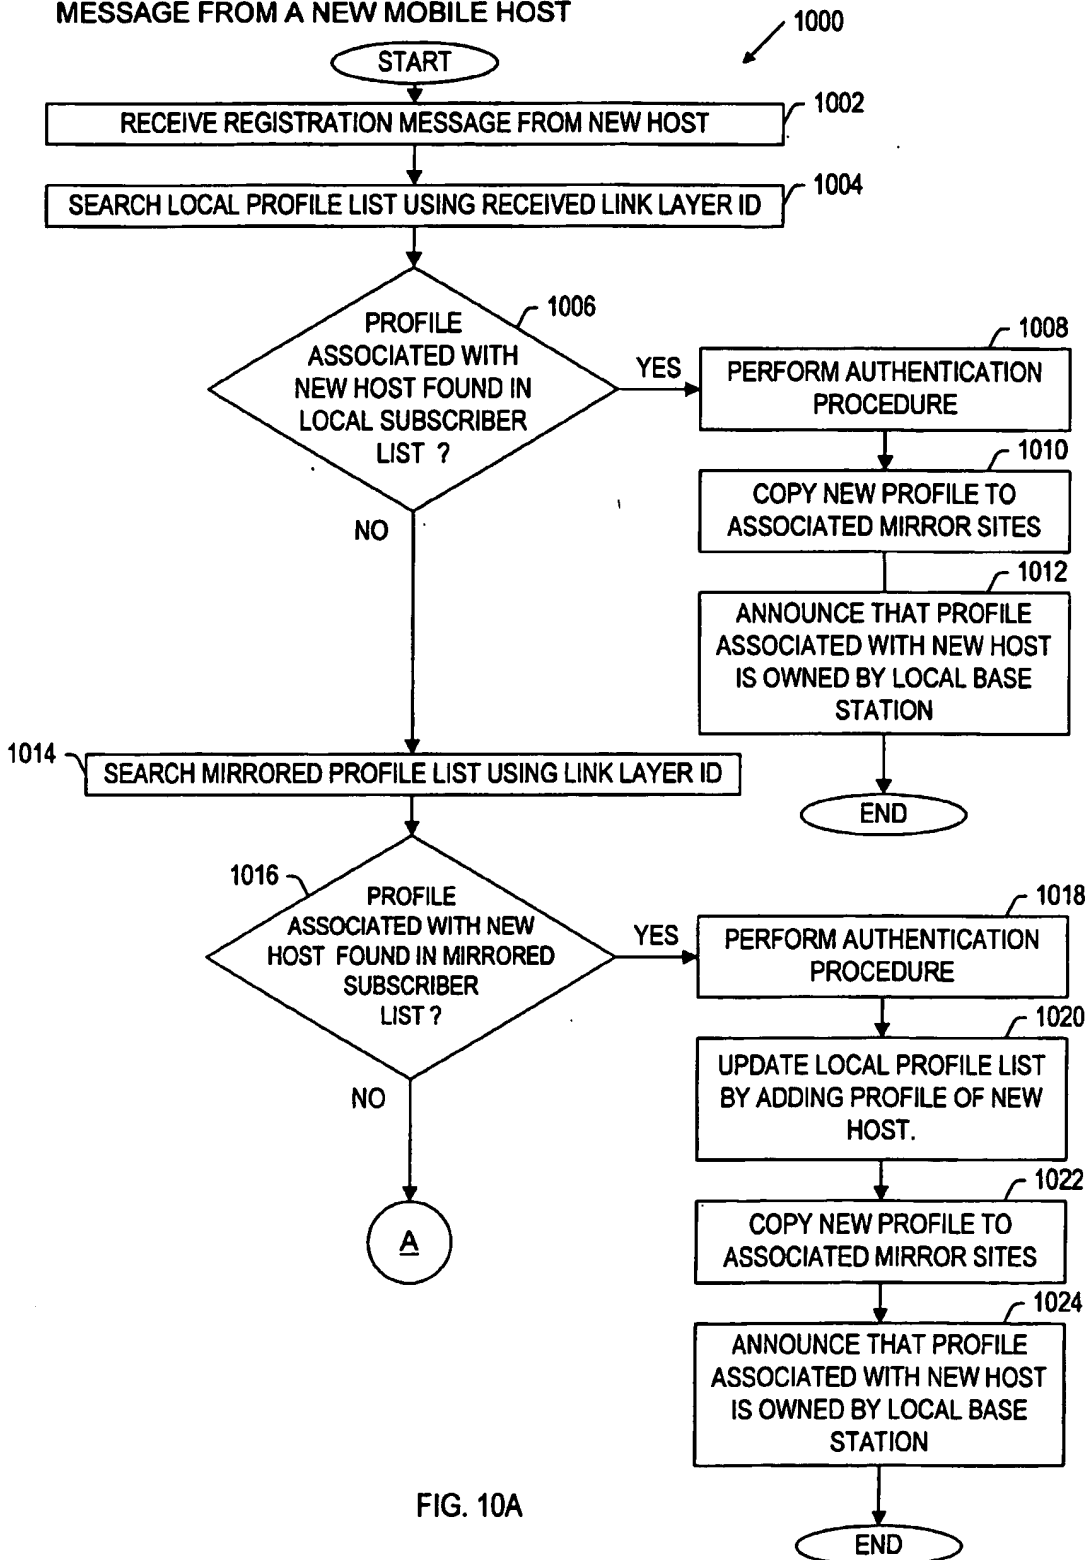 MESSAGE FROM A NEW MOBILE HOST
1000
START
1002
RECEIVE REGISTRATION MESSAGE FROM NEW HOST
1004
SEARCH LOCAL PROFILE LIST USING RECEIVED LINK LAYER ID
1006
PROFILE
ASSOCIATED WITH
NEW HOST FOUND IN
LOCAL SUBSCRIBER
LIST ?
YES
1008
PERFORM AUTHENTICATION
PROCEDURE
1010
COPY NEW PROFILE TO
ASSOCIATED MIRROR SITES
1012
ANNOUNCE THAT PROFILE
ASSOCIATED WITH NEW HOST
IS OWNED BY LOCAL BASE
STATION
END
NO
1014
SEARCH MIRRORED PROFILE LIST USING LINK LAYER ID
1016
PROFILE
ASSOCIATED WITH NEW
HOST FOUND IN MIRRORED
SUBSCRIBER
LIST ?
YES
1018
PERFORM AUTHENTICATION
PROCEDURE
1020
UPDATE LOCAL PROFILE LIST
BY ADDING PROFILE OF NEW
HOST.
1022
COPY NEW PROFILE TO
ASSOCIATED MIRROR SITES
1024
ANNOUNCE THAT PROFILE
ASSOCIATED WITH NEW HOST
IS OWNED BY LOCAL BASE
STATION
END
NO
A
FIG. 10A